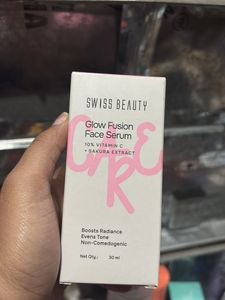 SWISS BEAUTY
Glow Fusion
Face Serum
10% VITAMIN C
+ SAKURA EXTRACT
CARE
Boosts Radiance
Evens Tone
Non-Comedogenic
Net Qty.: 30 ml